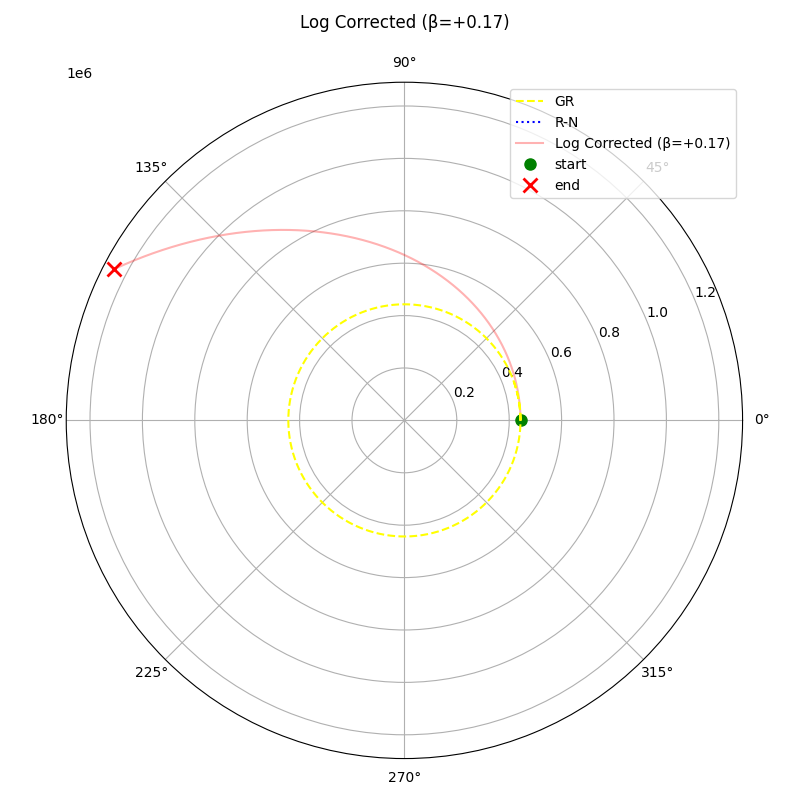 Log Corrected (β=+0.17)
1e6
90°
GR
R-N
Log Corrected (β=+0.17)
start
end
135°
45°
1.2
1.0
0.8
0.6
0.4
0.2
180°
0°
225°
315°
270°